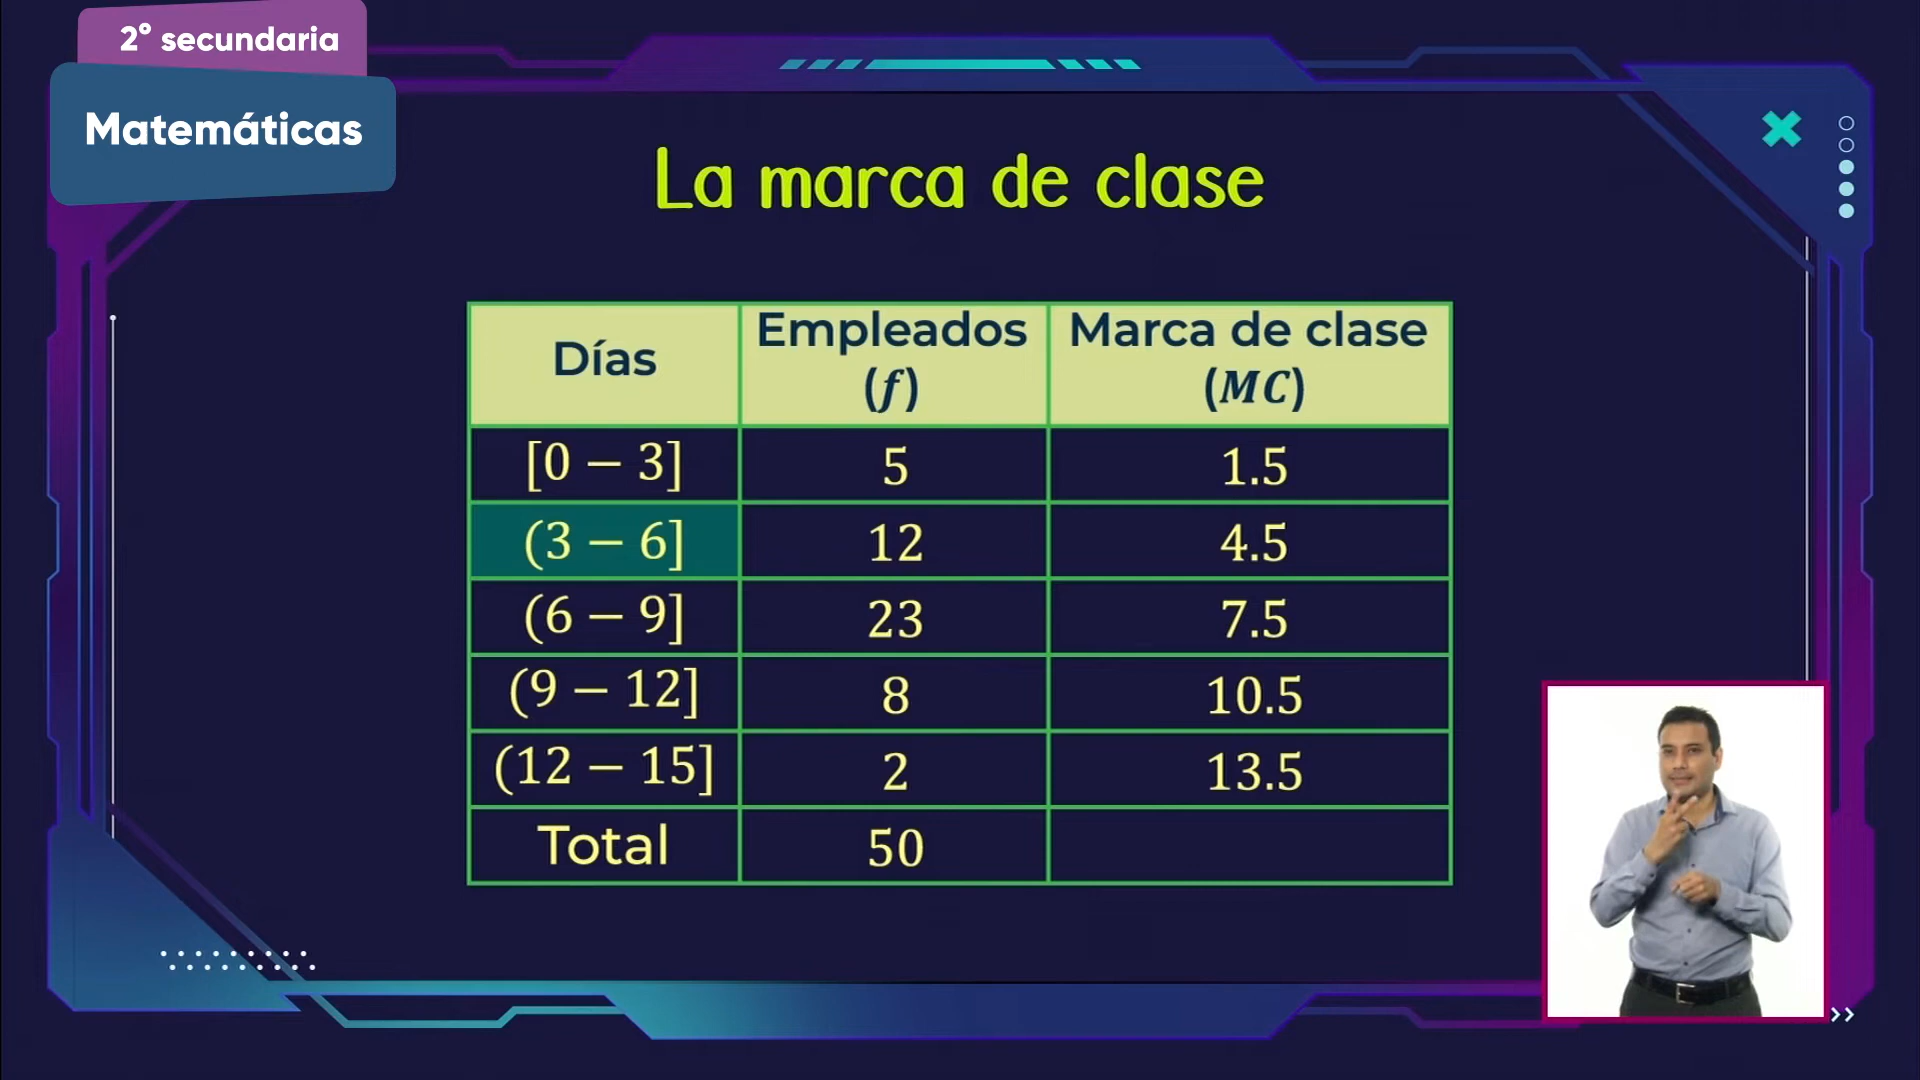 2° secundaria
Matemáticas
La marca de clase
Días Empleados (f) Marca de clase (MC)
[0 − 3] 5 1.5
(3 − 6] 12 4.5
(6 − 9] 23 7.5
(9 − 12] 8 10.5
(12 − 15] 2 13.5
Total 50